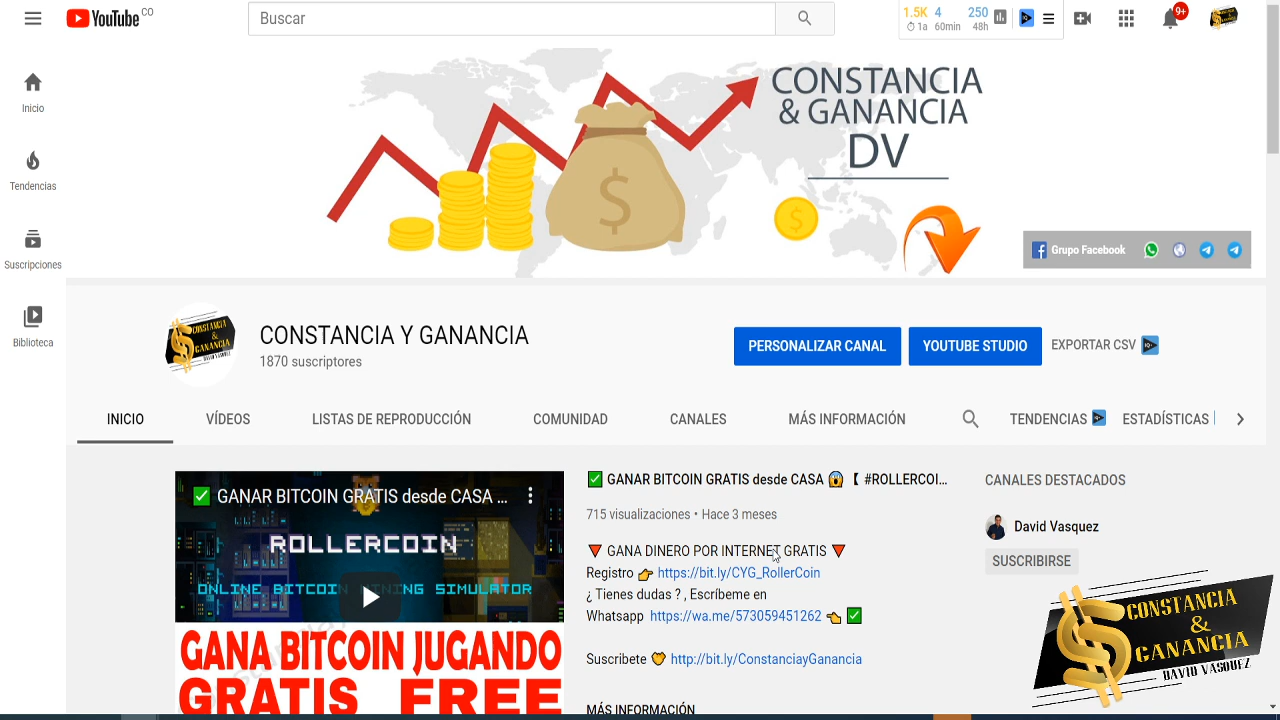 YouTube CO
Buscar
1.5K 4 250
1a 60min 48h
9+
Inicio
Tendencias
Suscripciones
Biblioteca
CONSTANCIA
& GANANCIA
DV
Grupo Facebook
CONSTANCIA Y GANANCIA
1870 suscriptores
PERSONALIZAR CANAL
YOUTUBE STUDIO
EXPORTAR CSV
INICIO VÍDEOS LISTAS DE REPRODUCCIÓN COMUNIDAD CANALES MÁS INFORMACIÓN TENDENCIAS ESTADÍSTICAS
✅ GANAR BITCOIN GRATIS desde CASA ...
ROLLERCOIN
ONLINE BITCOIN MINING SIMULATOR
GANA BITCOIN JUGANDO
GRATIS FREE
✅ GANAR BITCOIN GRATIS desde CASA 😱 【 #ROLLERCOI...
715 visualizaciones • Hace 3 meses
🔻 GANA DINERO POR INTERNET GRATIS 🔻
Registro 👉 https://bit.ly/CYG_RollerCoin
¿ Tienes dudas ? , Escríbeme en
Whatsapp https://wa.me/573059451262 👈 ✅
Suscribete 💛 http://bit.ly/ConstanciayGanancia
MÁS INFORMACIÓN
CANALES DESTACADOS
David Vasquez
SUSCRIBIRSE
CONSTANCIA
&
GANANCIA
DAVID VASQUEZ